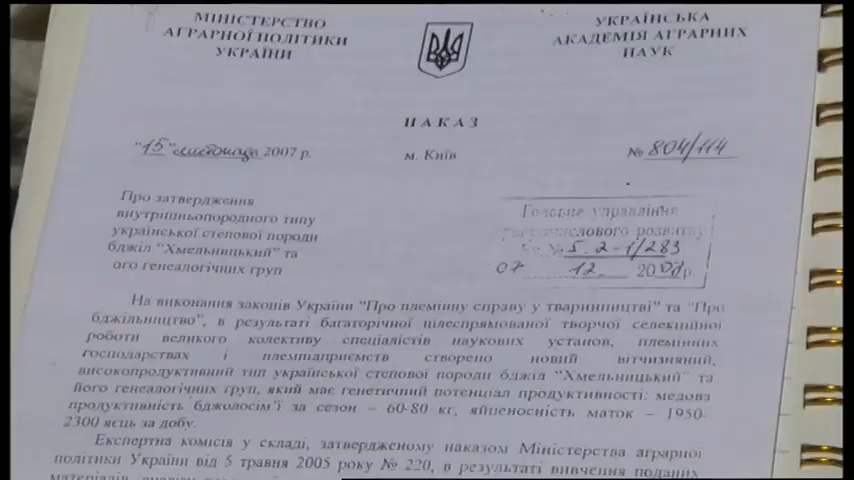 МІНІСТЕРСТВО
АГРАРНОЇ ПОЛІТИКИ
УКРАЇНИ
УКРАЇНСЬКА
АКАДЕМІЯ АГРАРНИХ
НАУК
НАКАЗ
"15" листопада 2007 р.
м. Київ
№ 804/114
Про затвердження
внутрішньопородного типу
української степової породи
бджіл "Хмельницький" та
ого генеалогічних груп
Головне управління
розвитку
№ 5.2-1/283
07 12. 2007р.
На виконання законів України "Про племінну справу у тваринництві" та "Про
бджільництво", в результаті багаторічної цілеспрямованої творчої селекційної
роботи великого колективу спеціалістів наукових установ, племінних
господарствах і племпідприємств створено новий вітчизняний,
високопродуктивний тип української степової породи бджіл "Хмельницький" та
його генеалогічних груп, який має генетичний потенціал продуктивності: медова
продуктивність бджолосім'ї за сезон – 60-80 кг, яйценосність маток – 1950-
2300 яєць за добу.
Експертна комісія у складі, затвердженому наказом Міністерства аграрної
політики України від 5 травня 2005 року № 220, в результаті вивчення поданих
матеріалів,